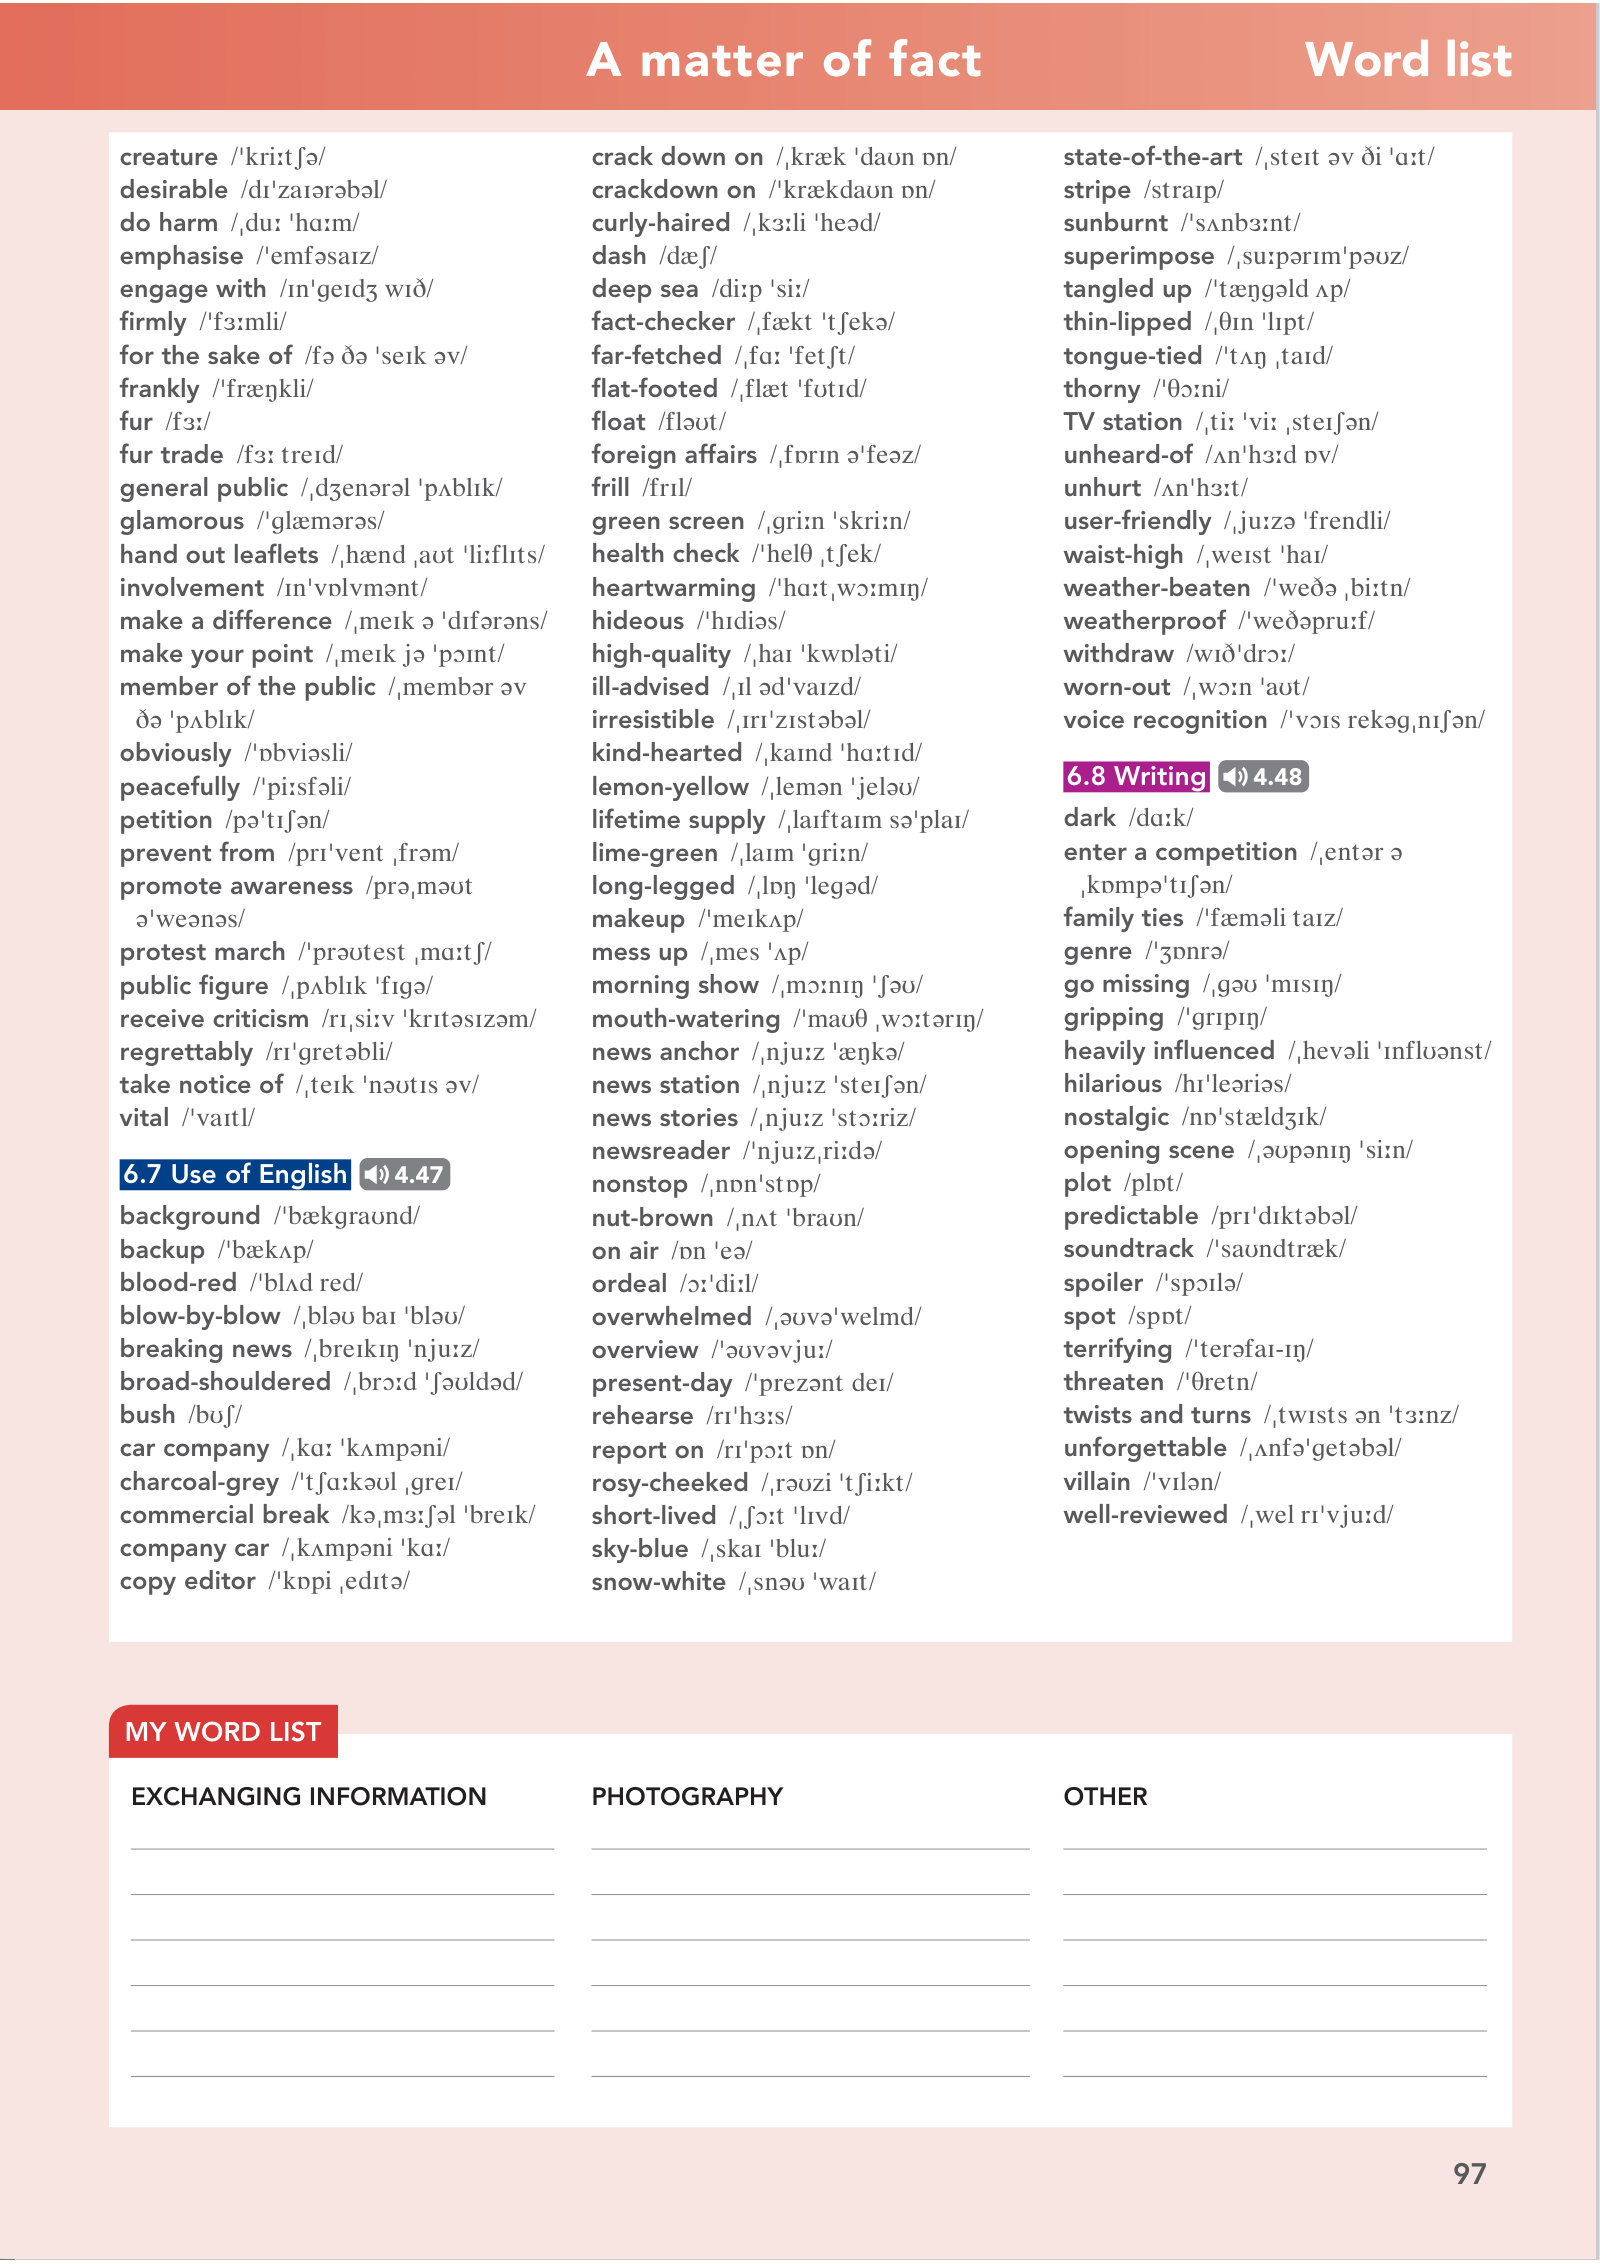 A matter of fact
Word list
creature /ˈkriːtʃə/
desirable /dɪˈzaɪərəbəl/
do harm /ˌduː ˈhɑːm/
emphasise /ˈemfəsaɪz/
engage with /ɪnˈɡeɪdʒ wɪð/
firmly /ˈfɜːmli/
for the sake of /fə ðə ˈseɪk əv/
frankly /ˈfræŋkli/
fur /fɜː/
fur trade /fɜː treɪd/
general public /ˌdʒenərəl ˈpʌblɪk/
glamorous /ˈɡlæmərəs/
hand out leaflets /ˌhænd ˌaʊt ˈliːflɪts/
involvement /ɪnˈvɒlvmənt/
make a difference /ˌmeɪk ə ˈdɪfərəns/
make your point /ˌmeɪk jə ˈpɔɪnt/
member of the public /ˌmembər əv
ðə ˈpʌblɪk/
obviously /ˈɒbviəsli/
peacefully /ˈpiːsfəli/
petition /pəˈtɪʃən/
prevent from /prɪˈvent ˌfrəm/
promote awareness /prəˌməʊt
əˈweənəs/
protest march /ˈprəʊtest ˌmɑːtʃ/
public figure /ˌpʌblɪk ˈfɪɡə/
receive criticism /rɪˌsiːv ˈkrɪtəsɪzəm/
regrettably /rɪˈɡretəbli/
take notice of /ˌteɪk ˈnəʊtɪs əv/
vital /ˈvaɪtl/
6.7 Use of English 4.47
background /ˈbækɡraʊnd/
backup /ˈbækʌp/
blood-red /ˈblʌd red/
blow-by-blow /ˌbləʊ baɪ ˈbləʊ/
breaking news /ˌbreɪkɪŋ ˈnjuːz/
broad-shouldered /ˌbrɔːd ˈʃəʊldəd/
bush /bʊʃ/
car company /ˌkɑː ˈkʌmpəni/
charcoal-grey /ˈtʃɑːkəʊl ˌɡreɪ/
commercial break /kəˌmɜːʃəl ˈbreɪk/
company car /ˌkʌmpəni ˈkɑː/
copy editor /ˈkɒpi ˌedɪtə/
crack down on /ˌkræk ˈdaʊn ɒn/
crackdown on /ˈkrækdaʊn ɒn/
curly-haired /ˌkɜːli ˈheəd/
dash /dæʃ/
deep sea /diːp ˈsiː/
fact-checker /ˌfækt ˈtʃekə/
far-fetched /ˌfɑː ˈfetʃt/
flat-footed /ˌflæt ˈfʊtɪd/
float /fləʊt/
foreign affairs /ˌfɒrɪn əˈfeəz/
frill /frɪl/
green screen /ˌɡriːn ˈskriːn/
health check /ˈhelθ ˌtʃek/
heartwarming /ˈhɑːtˌwɔːmɪŋ/
hideous /ˈhɪdiəs/
high-quality /ˌhaɪ ˈkwɒləti/
ill-advised /ˌɪl ədˈvaɪzd/
irresistible /ˌɪrɪˈzɪstəbəl/
kind-hearted /ˌkaɪnd ˈhɑːtɪd/
lemon-yellow /ˌlemən ˈjeləʊ/
lifetime supply /ˌlaɪftaɪm səˈplaɪ/
lime-green /ˌlaɪm ˈɡriːn/
long-legged /ˌlɒŋ ˈleɡəd/
makeup /ˈmeɪkʌp/
mess up /ˌmes ˈʌp/
morning show /ˌmɔːnɪŋ ˈʃəʊ/
mouth-watering /ˈmaʊθ ˌwɔːtərɪŋ/
news anchor /ˌnjuːz ˈæŋkə/
news station /ˌnjuːz ˈsteɪʃən/
news stories /ˌnjuːz ˈstɔːriz/
newsreader /ˈnjuːzˌriːdə/
nonstop /ˌnɒnˈstɒp/
nut-brown /ˌnʌt ˈbraʊn/
on air /ɒn ˈeə/
ordeal /ɔːˈdiːl/
overwhelmed /ˌəʊvəˈwelmd/
overview /ˈəʊvəvjuː/
present-day /ˈprezənt deɪ/
rehearse /rɪˈhɜːs/
report on /rɪˈpɔːt ɒn/
rosy-cheeked /ˌrəʊzi ˈtʃiːkt/
short-lived /ˌʃɔːt ˈlɪvd/
sky-blue /ˌskaɪ ˈbluː/
snow-white /ˌsnəʊ ˈwaɪt/
state-of-the-art /ˌsteɪt əv ði ˈɑːt/
stripe /straɪp/
sunburnt /ˈsʌnbɜːnt/
superimpose /ˌsuːpərɪmˈpəʊz/
tangled up /ˈtæŋɡəld ʌp/
thin-lipped /ˌθɪn ˈlɪpt/
tongue-tied /ˈtʌŋ ˌtaɪd/
thorny /ˈθɔːni/
TV station /ˌtiː ˈviː ˌsteɪʃən/
unheard-of /ʌnˈhɜːd ɒv/
unhurt /ʌnˈhɜːt/
user-friendly /ˌjuːzə ˈfrendli/
waist-high /ˌweɪst ˈhaɪ/
weather-beaten /ˈweðə ˌbiːtn/
weatherproof /ˈweðəpruːf/
withdraw /wɪðˈdrɔː/
worn-out /ˌwɔːn ˈaʊt/
voice recognition /ˈvɔɪs rekəɡˌnɪʃən/
6.8 Writing 4.48
dark /dɑːk/
enter a competition /ˌentər ə
ˌkɒmpəˈtɪʃən/
family ties /ˈfæməli taɪz/
genre /ˈʒɒnrə/
go missing /ˌɡəʊ ˈmɪsɪŋ/
gripping /ˈɡrɪpɪŋ/
heavily influenced /ˌhevəli ˈɪnflʊənst/
hilarious /hɪˈleəriəs/
nostalgic /nɒˈstældʒɪk/
opening scene /ˌəʊpənɪŋ ˈsiːn/
plot /plɒt/
predictable /prɪˈdɪktəbəl/
soundtrack /ˈsaʊndtræk/
spoiler /ˈspɔɪlə/
spot /spɒt/
terrifying /ˈterəfaɪ-ɪŋ/
threaten /ˈθretn/
twists and turns /ˌtwɪsts ən ˈtɜːnz/
unforgettable /ˌʌnfəˈɡetəbəl/
villain /ˈvɪlən/
well-reviewed /ˌwel rɪˈvjuːd/
MY WORD LIST
EXCHANGING INFORMATION
PHOTOGRAPHY
OTHER
97